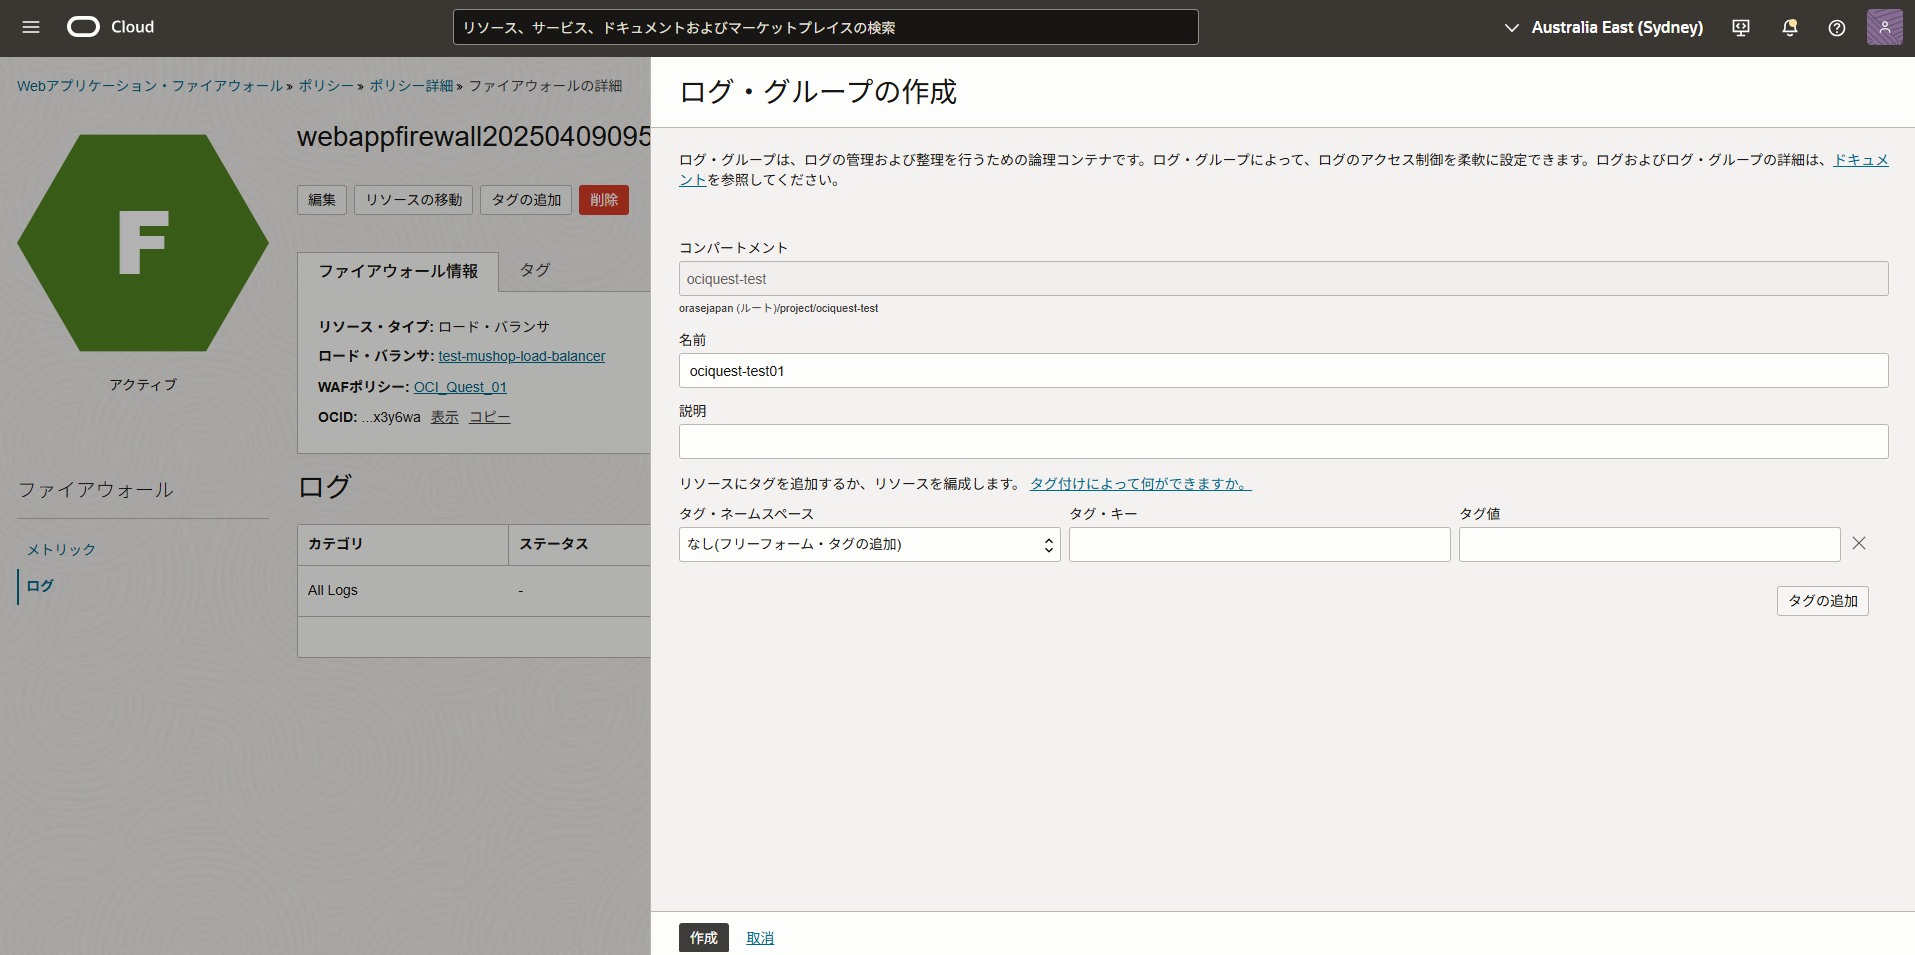 Cloud
リソース、サービス、ドキュメントおよびマーケットプレイスの検索
Australia East (Sydney)
Webアプリケーション・ファイアウォール » ポリシー » ポリシー詳細 » ファイアウォールの詳細
F
アクティブ
webappfirewall20250409095
編集 リソースの移動 タグの追加 削除
ファイアウォール情報 タグ
リソース・タイプ: ロード・バランサ
ロード・バランサ: test-mushop-load-balancer
WAFポリシー: OCI_Quest_01
OCID: ...x3y6wa 表示 コピー
ファイアウォール
メトリック
ログ
ログ
カテゴリ ステータス
All Logs -
ログ・グループの作成
ログ・グループは、ログの管理および整理を行うための論理コンテナです。ログ・グループによって、ログのアクセス制御を柔軟に設定できます。ログおよびログ・グループの詳細は、ドキュメ
ントを参照してください。
コンパートメント
ociquest-test
orasejapan (ルート)/project/ociquest-test
名前
ociquest-test01
説明
リソースにタグを追加するか、リソースを編成します。 タグ付けによって何ができますか。
タグ・ネームスペース タグ・キー タグ値
なし(フリーフォーム・タグの追加)
タグの追加
作成 取消